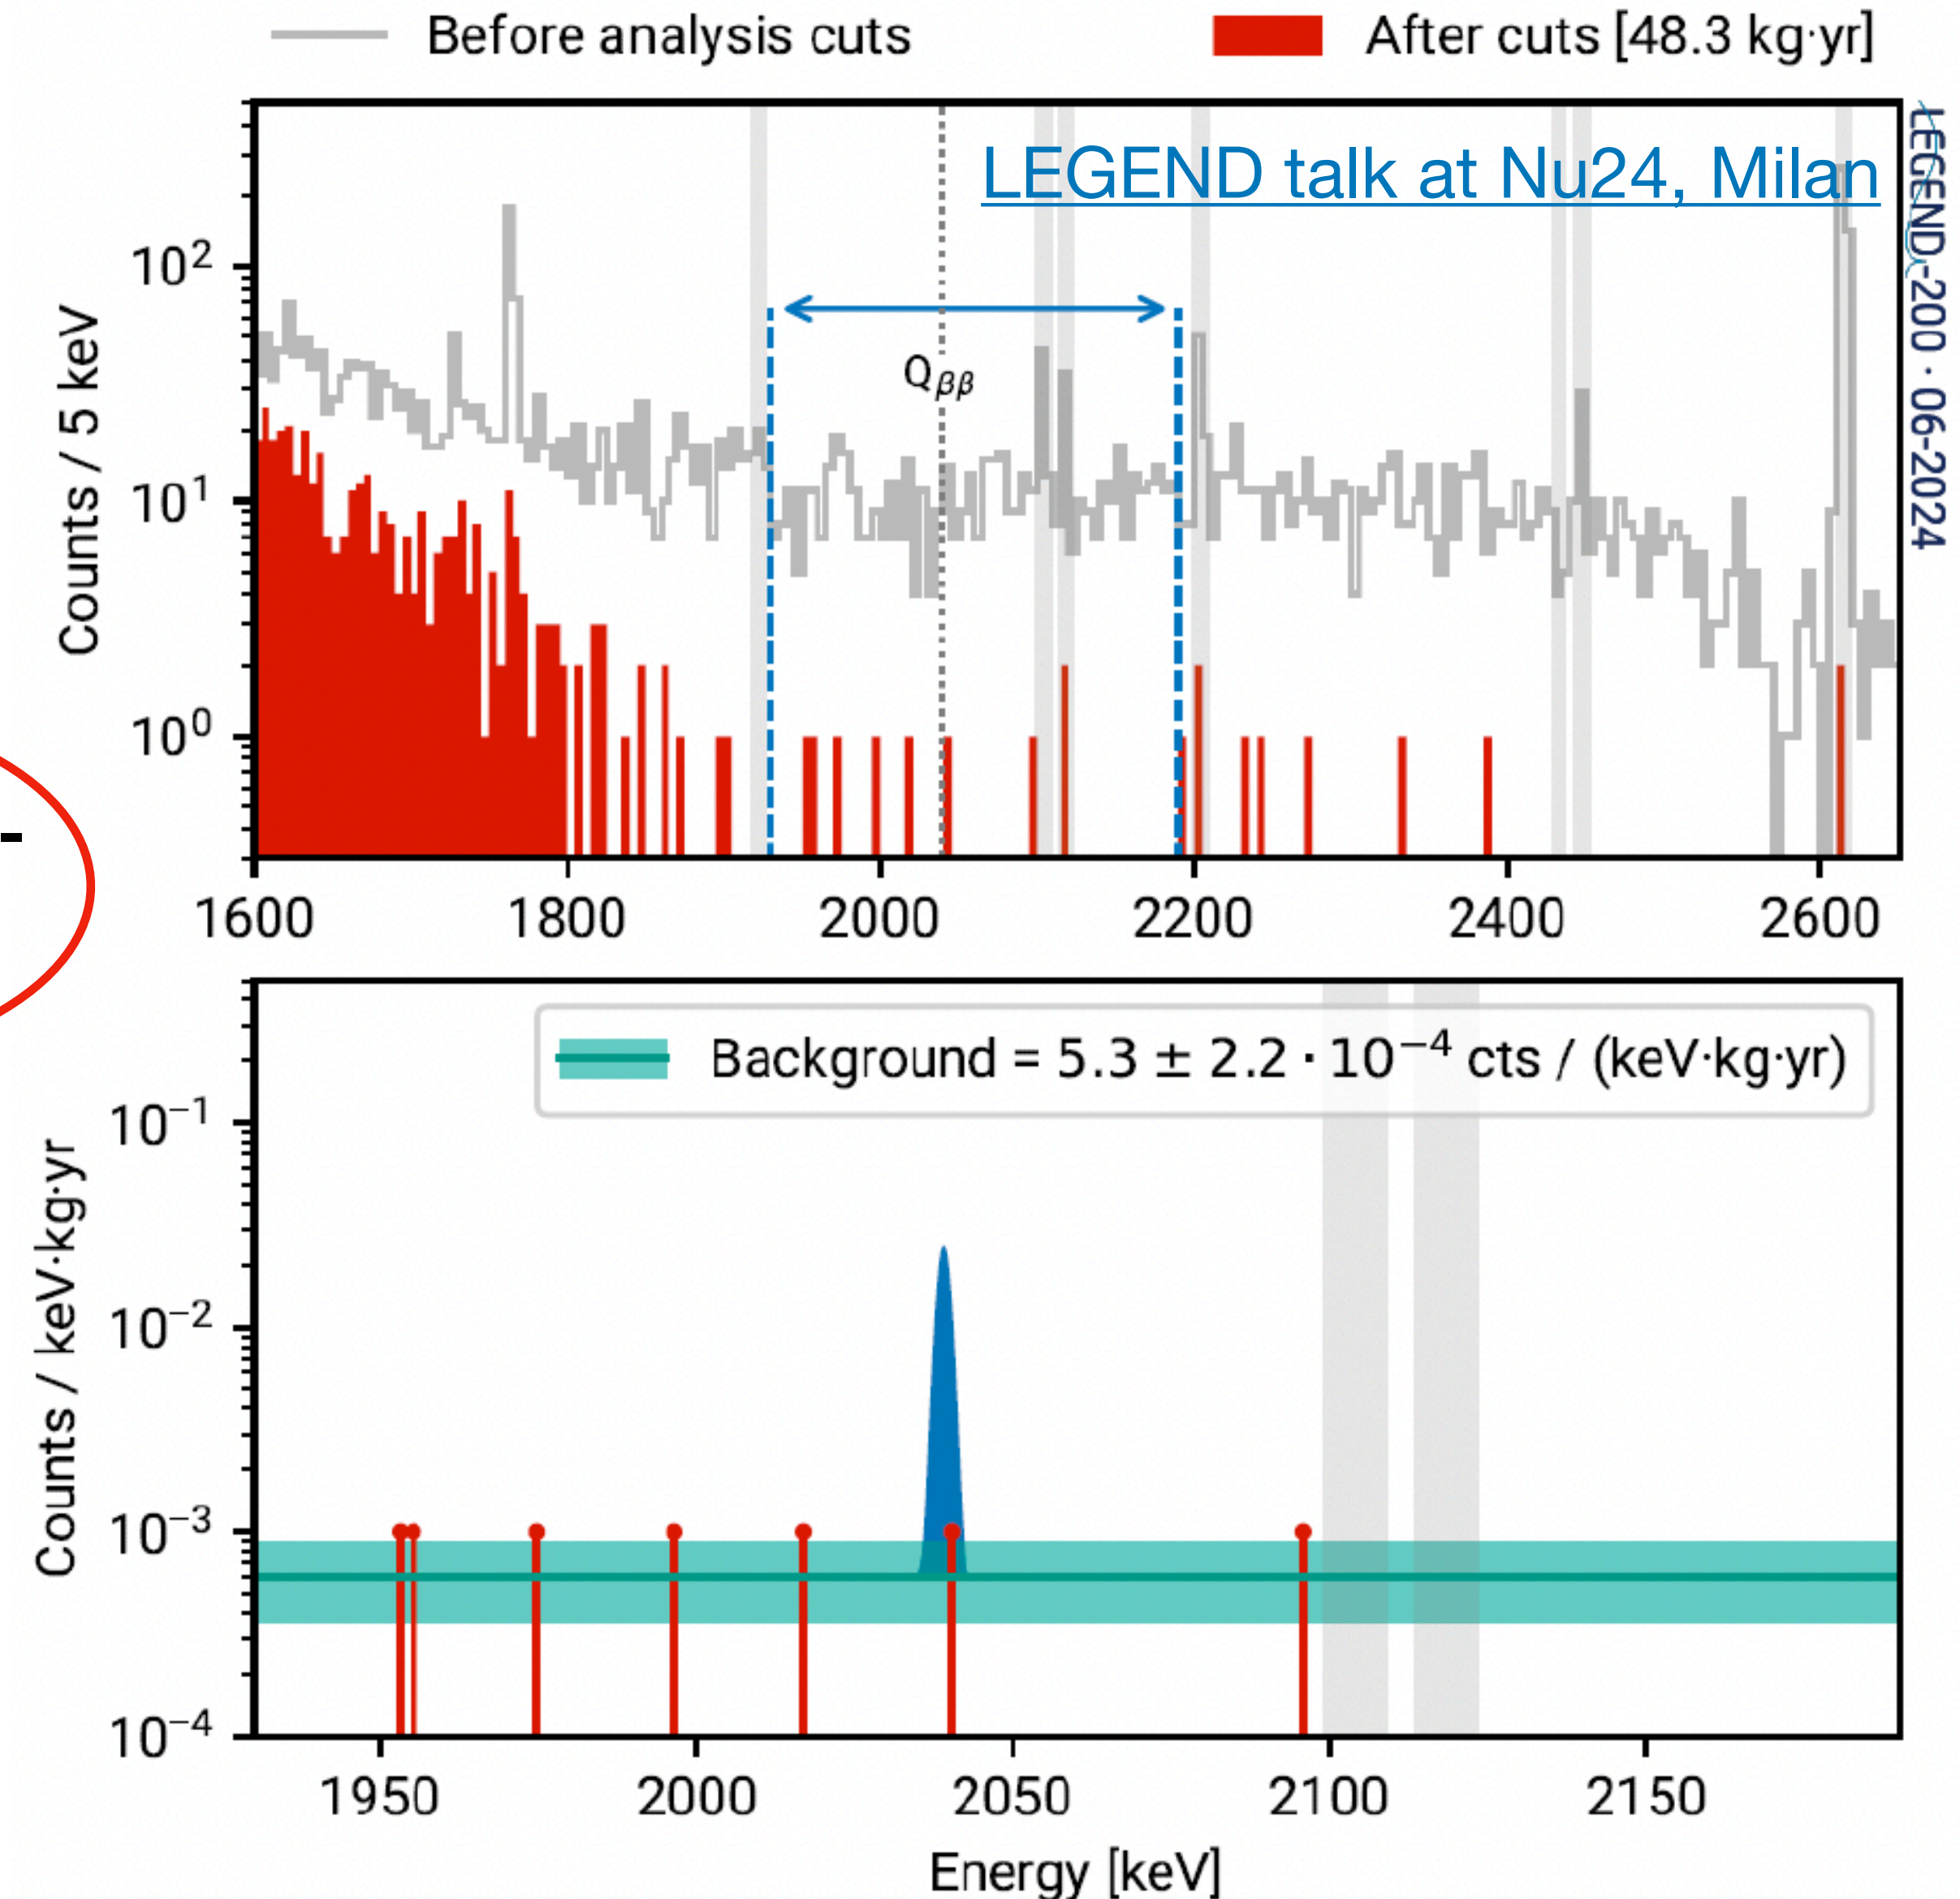 Before analysis cuts
After cuts [48.3 kg·yr]
LEGEND talk at Nu24, Milan
LEGEND-200 · 06-2024
Counts / 5 keV
10²
10¹
10⁰
Qββ
1600 1800 2000 2200 2400 2600
-
Background = 5.3 ± 2.2 · 10⁻⁴ cts / (keV·kg·yr)
Counts / keV·kg·yr
10⁻¹
10⁻²
10⁻³
10⁻⁴
1950 2000 2050 2100 2150
Energy [keV]